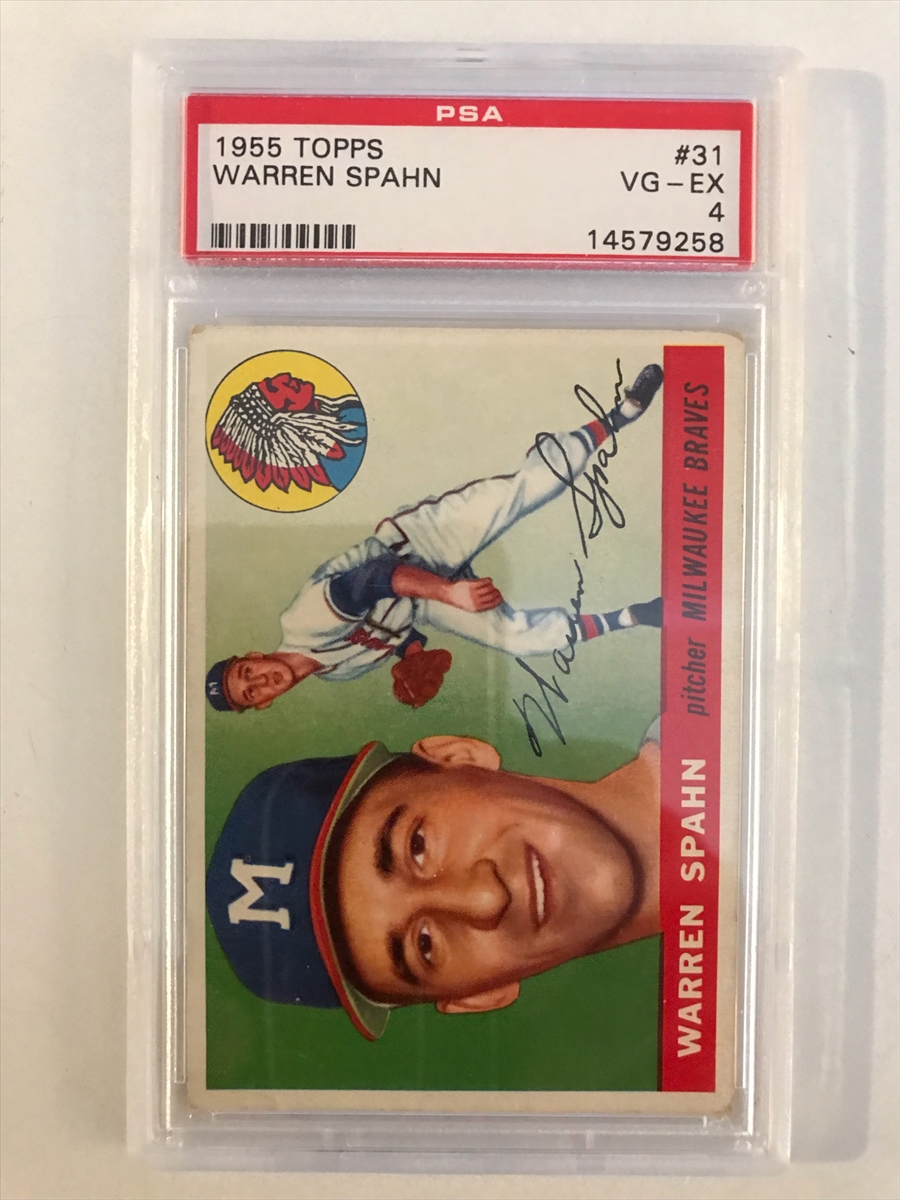 PSA
1955 TOPPS #31
WARREN SPAHN VG-EX
4
14579258
M
M
Warren Spahn
WARREN SPAHN pitcher MILWAUKEE BRAVES